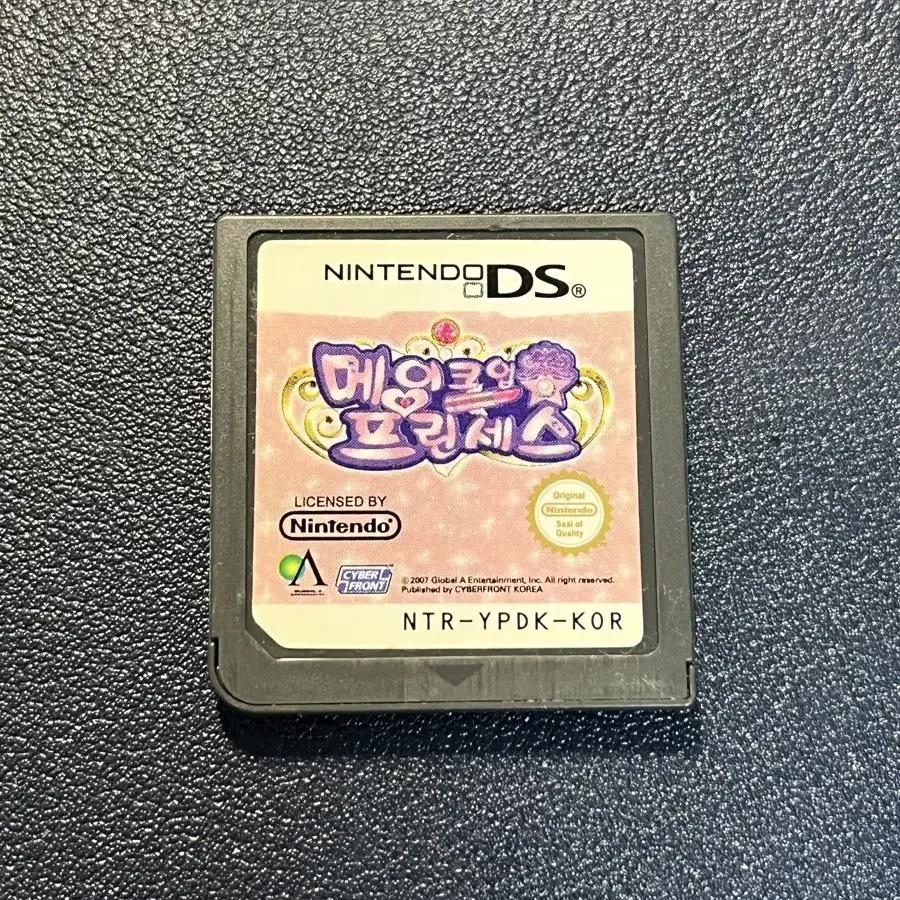 NINTENDO DS®
메이크업
프린세스
LICENSED BY
Nintendo®
Original
Nintendo
Seal of
Quality
A
CYBER
FRONT
© 2007 Global A Entertainment, Inc. All right reserved.
Published by CYBERFRONT KOREA
NTR-YPDK-KOR